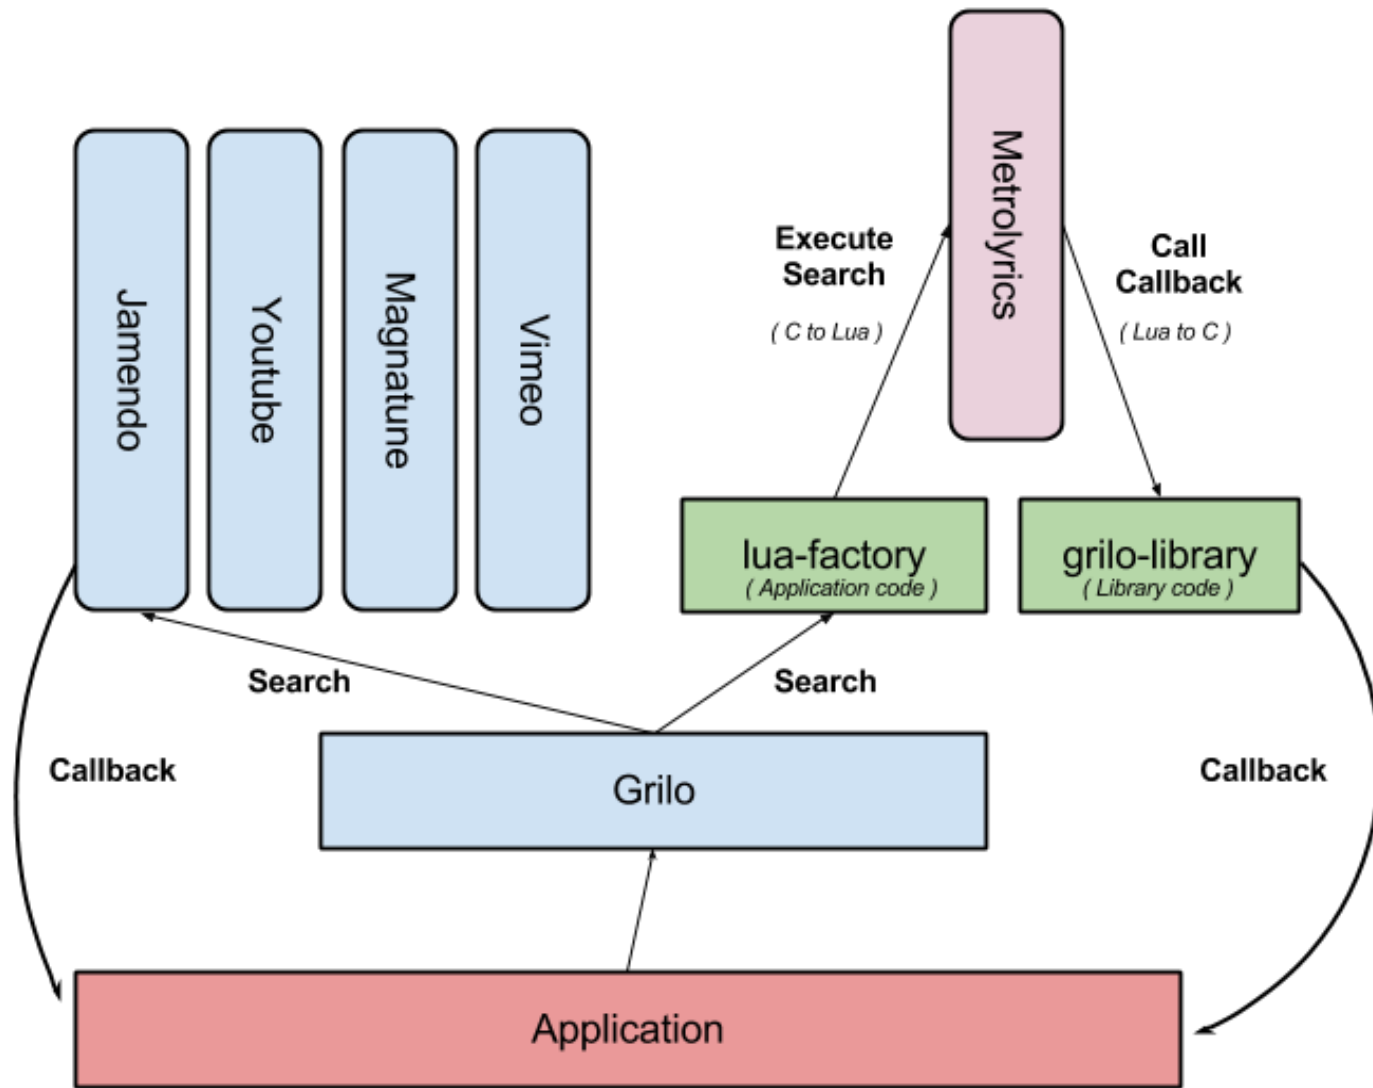 Metrolyrics
Jamendo
Youtube
Magnatune
Vimeo
Execute
Search
( C to Lua )
Call
Callback
( Lua to C )
lua-factory
( Application code )
grilo-library
( Library code )
Search
Search
Callback
Grilo
Callback
Application